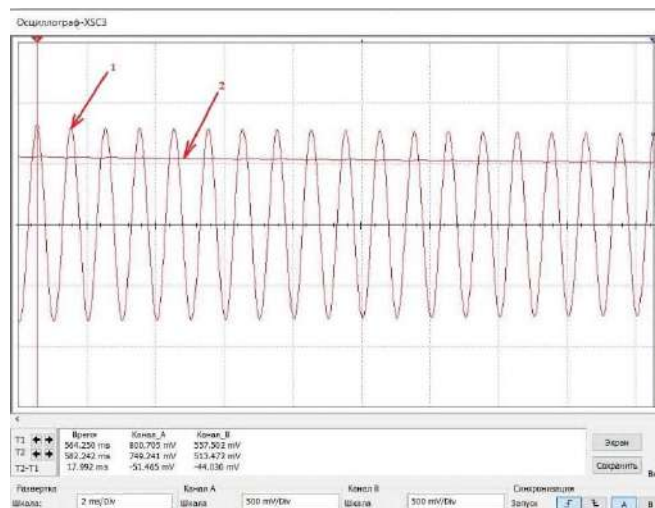 Осциллограф-XSC3
1
2
Время Канал_A Канал_B
T1 564.250 ms 800.705 mV 557.502 mV
T2 582.242 ms 749.241 mV 513.473 mV
T2-T1 17.992 ms -51.465 mV -44.030 mV
Экран
Сохранить
Развертка Канал A Канал B Синхронизация
Шкала: 2 ms/Div Шкала 500 mV/Div Шкала 500 mV/Div Запуск A B